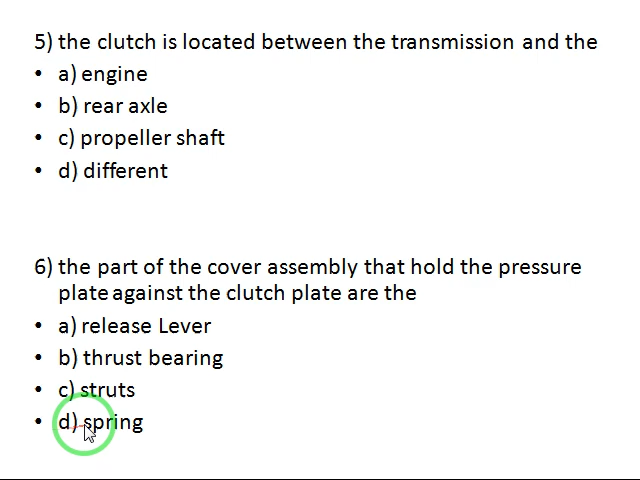 5) the clutch is located between the transmission and the
• a) engine
• b) rear axle
• c) propeller shaft
• d) different
6) the part of the cover assembly that hold the pressure
plate against the clutch plate are the
• a) release Lever
• b) thrust bearing
• c) struts
• d) spring